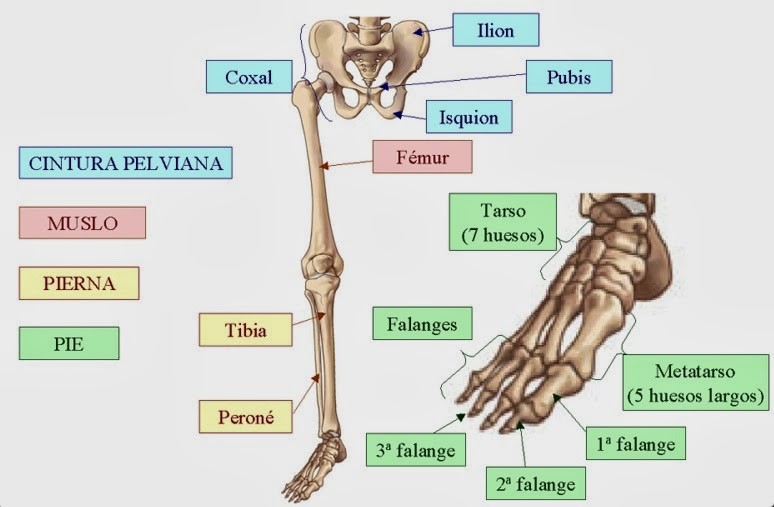 Ilion
Coxal
Pubis
Isquion
CINTURA PELVIANA
Fémur
MUSLO
Tarso
(7 huesos)
PIERNA
Tibia
Falanges
PIE
Metatarso
(5 huesos largos)
Peroné
3ª falange
1ª falange
2ª falange